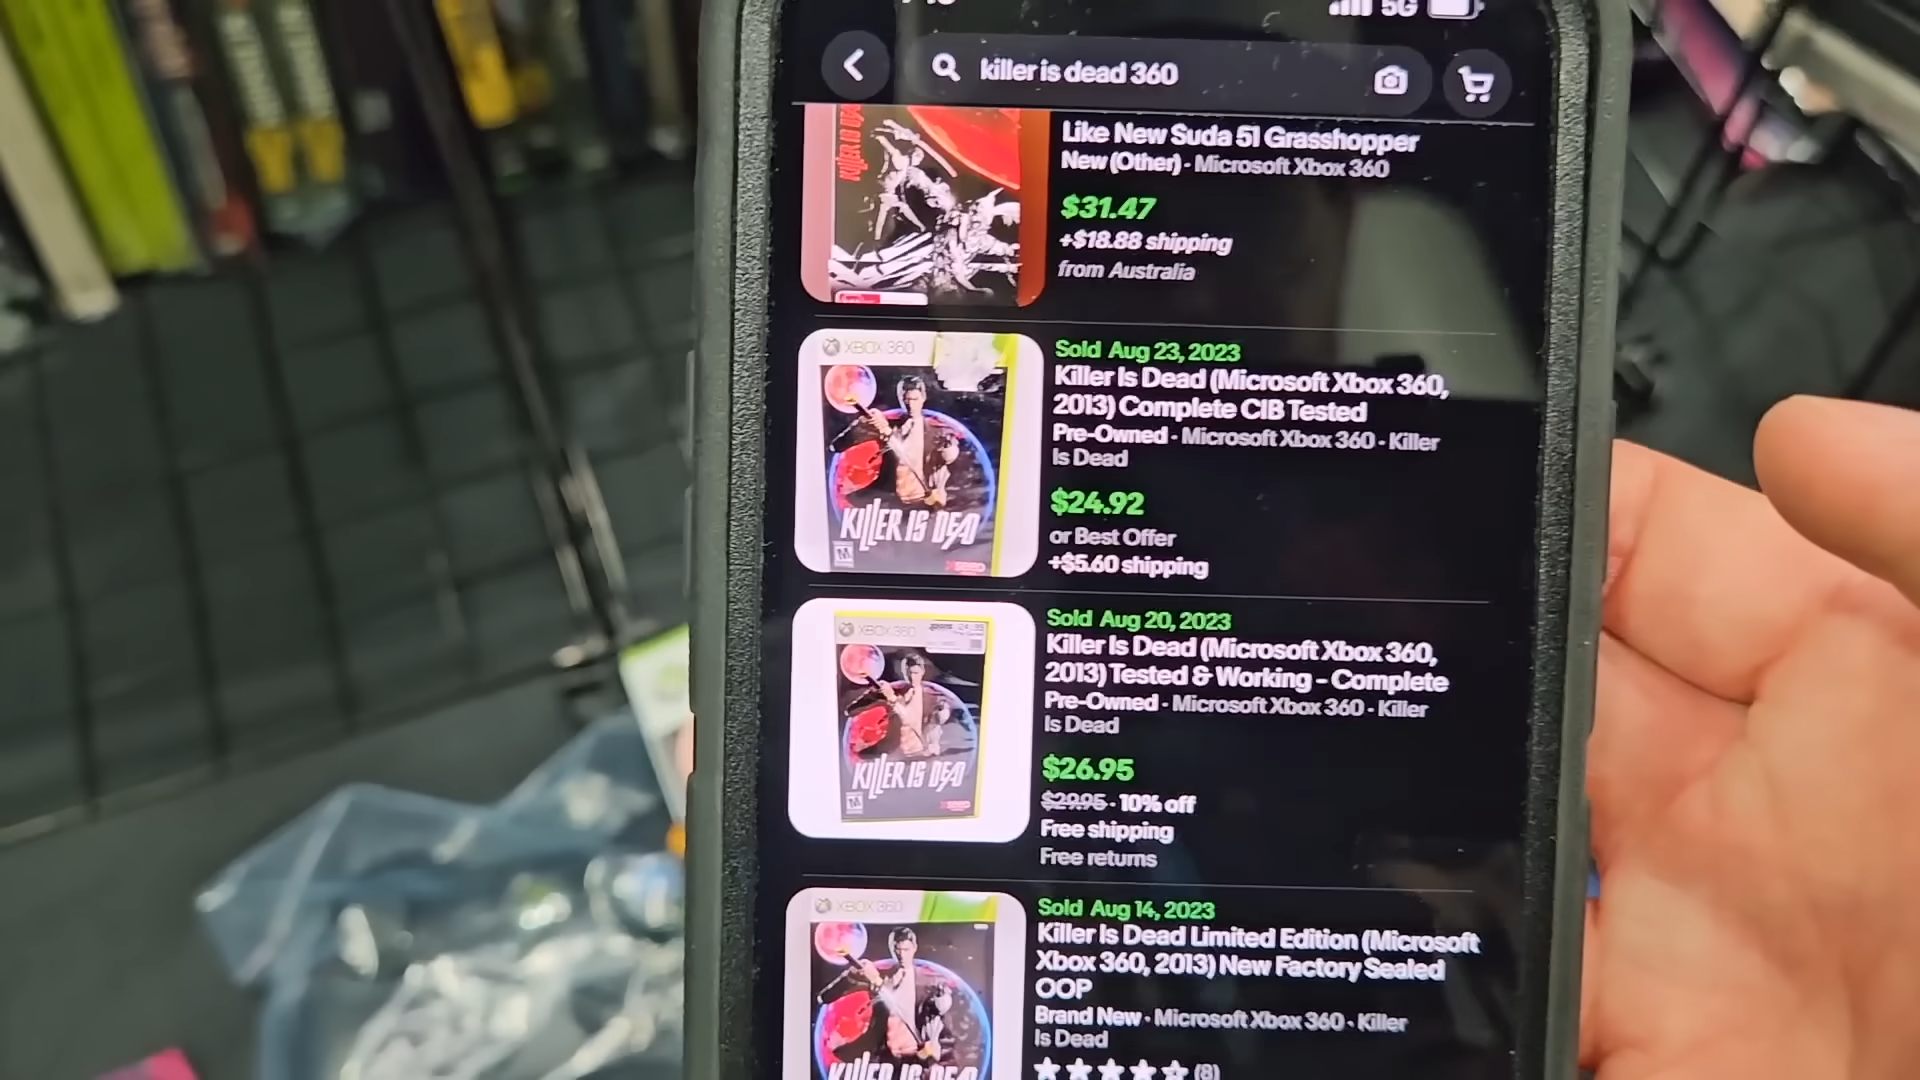 5G
killer is dead 360
Like New Suda 51 Grasshopper
New (Other) · Microsoft Xbox 360
$31.47
+$18.88 shipping
from Australia
XBOX 360
KILLER IS DEAD
M
Sold Aug 23, 2023
Killer Is Dead (Microsoft Xbox 360,
2013) Complete CIB Tested
Pre-Owned · Microsoft Xbox 360 · Killer
Is Dead
$24.92
or Best Offer
+$5.60 shipping
XBOX 360
KILLER IS DEAD
M
Sold Aug 20, 2023
Killer Is Dead (Microsoft Xbox 360,
2013) Tested & Working - Complete
Pre-Owned · Microsoft Xbox 360 · Killer
Is Dead
$26.95
$29.95 · 10% off
Free shipping
Free returns
XBOX 360
KILLER IS DEAD
Sold Aug 14, 2023
Killer Is Dead Limited Edition (Microsoft
Xbox 360, 2013) New Factory Sealed
OOP
Brand New · Microsoft Xbox 360 · Killer
Is Dead
(8)